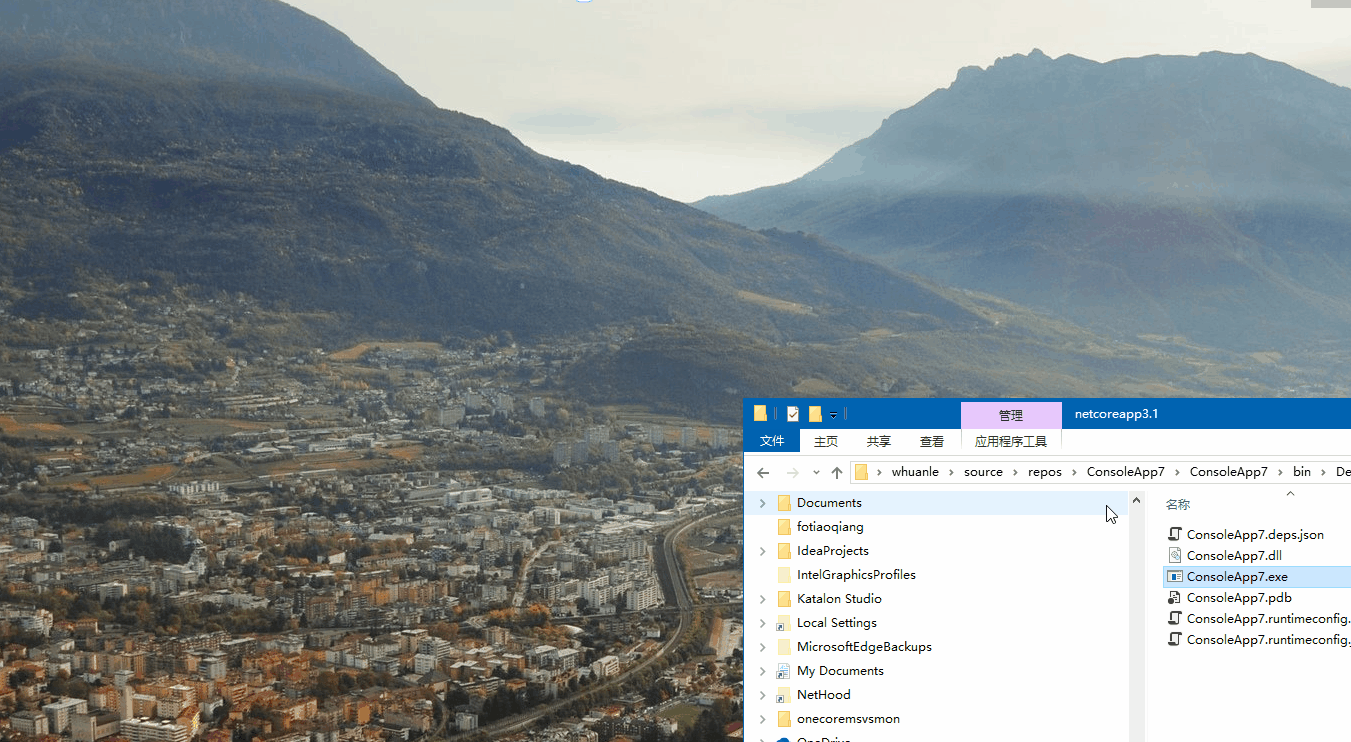 管理
netcoreapp3.1
文件 主页 共享 查看 应用程序工具
whuanle source repos ConsoleApp7 ConsoleApp7 bin De
名称
Documents
fotiaoqiang
IdeaProjects
IntelGraphicsProfiles
Katalon Studio
Local Settings
MicrosoftEdgeBackups
My Documents
NetHood
onecoremsvsmon
OneDrive
ConsoleApp7.deps.json
ConsoleApp7.dll
ConsoleApp7.exe
ConsoleApp7.pdb
ConsoleApp7.runtimeconfig.
ConsoleApp7.runtimeconfig.